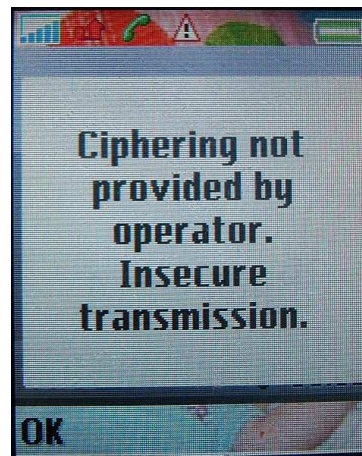 Ciphering not
provided by
operator.
Insecure
transmission.
OK